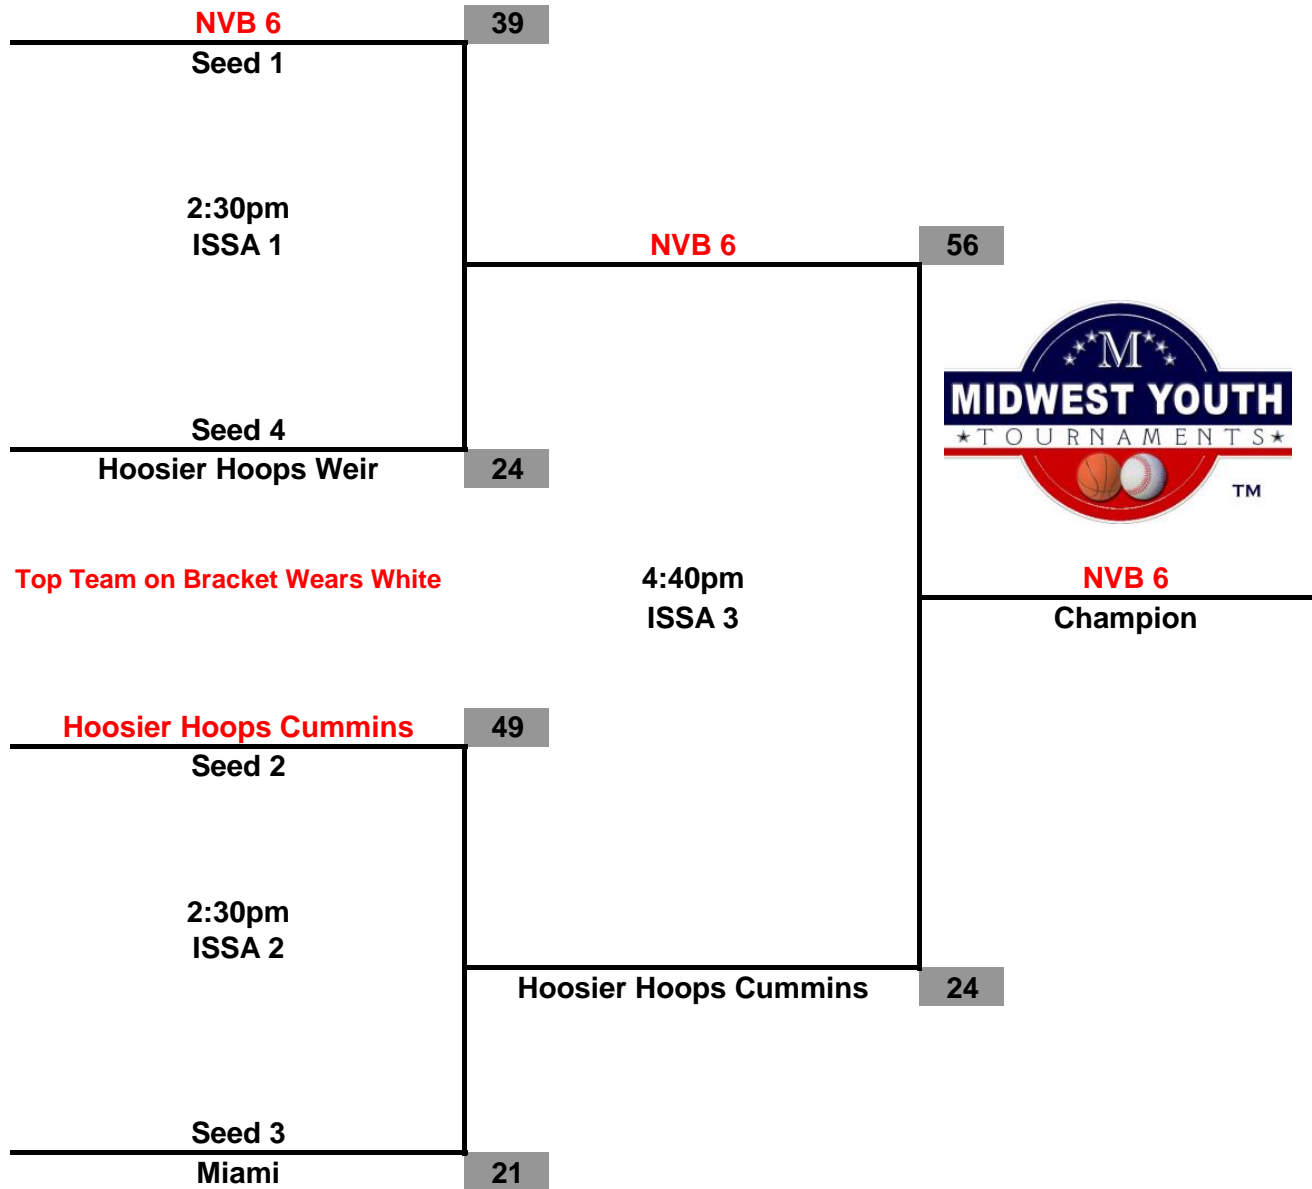 NVB 6 39
Seed 1
2:30pm
ISSA 1
NVB 6 56
M
MIDWEST YOUTH
TOURNAMENTS
TM
Seed 4
Hoosier Hoops Weir 24
Top Team on Bracket Wears White
4:40pm
ISSA 3
NVB 6
Champion
Hoosier Hoops Cummins 49
Seed 2
2:30pm
ISSA 2
Hoosier Hoops Cummins 24
Seed 3
Miami 21